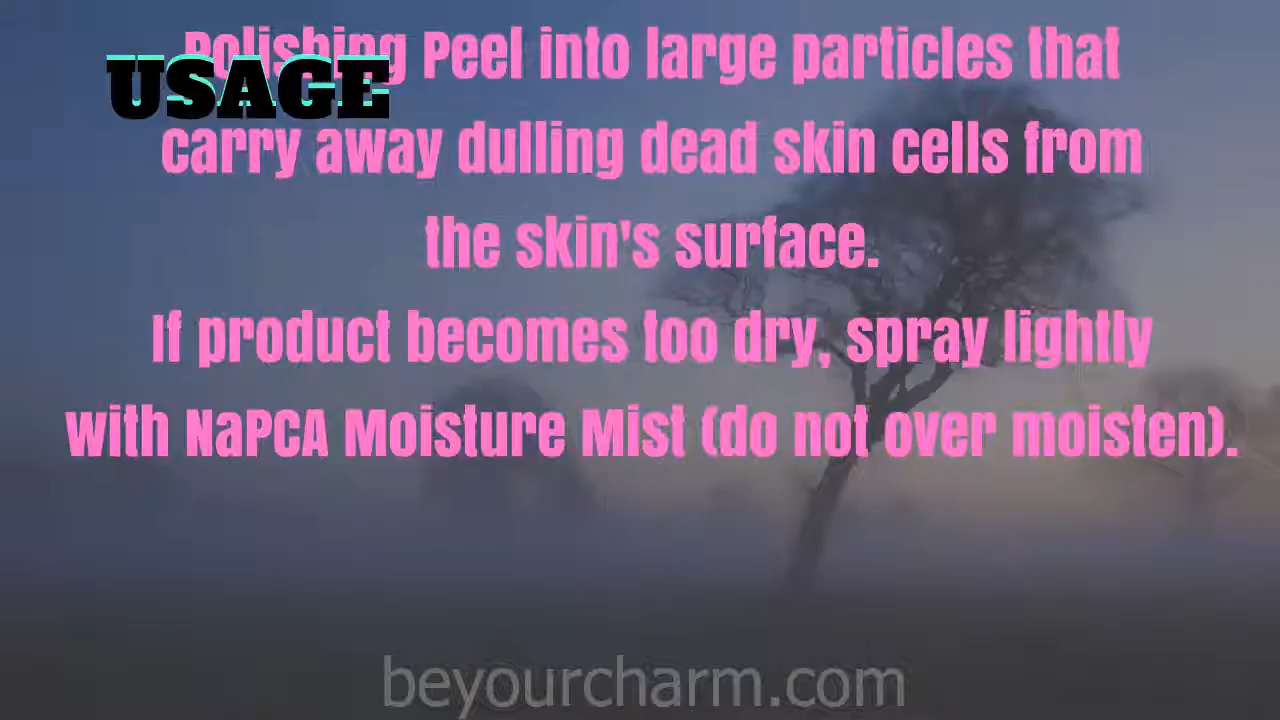 Polishing Peel into large particles that
USAGE
carry away dulling dead skin cells from
the skin's surface.
If product becomes too dry, spray lightly
with NaPCA Moisture Mist (do not over moisten).
beyourcharm.com